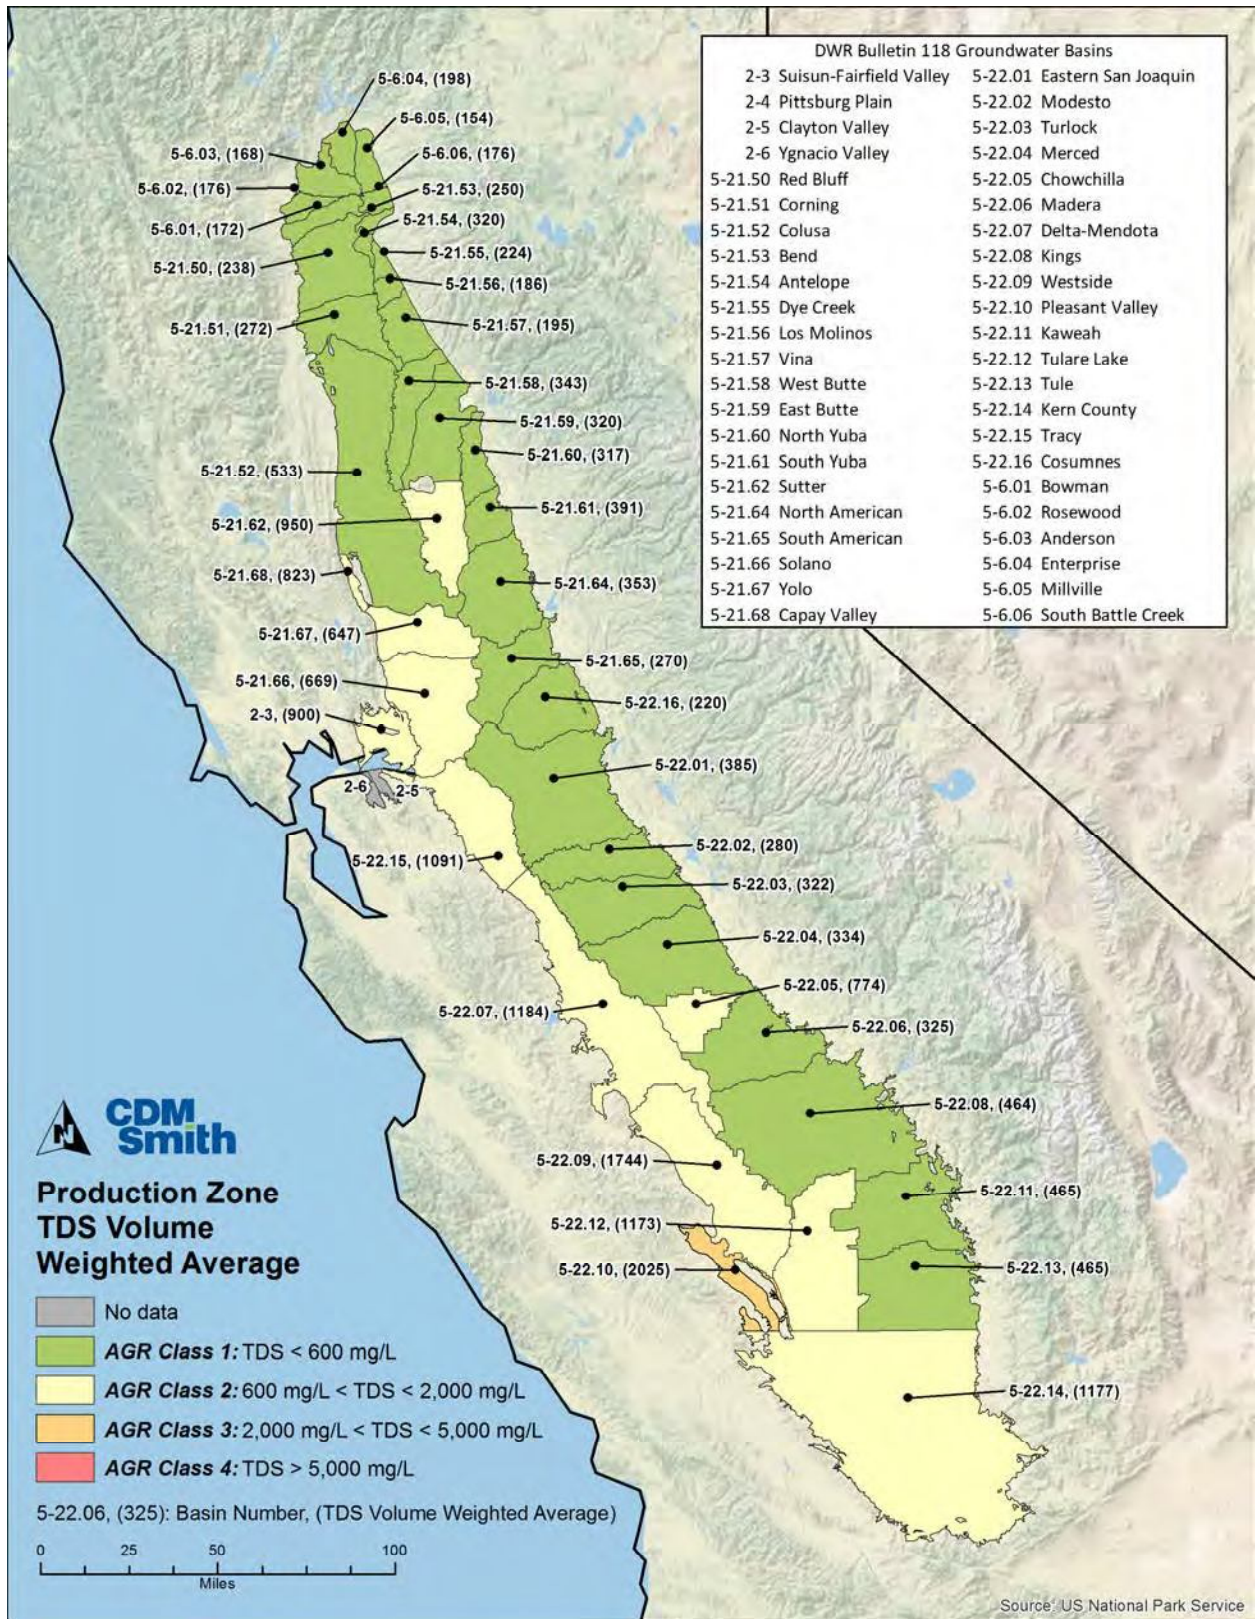 DWR Bulletin 118 Groundwater Basins
2-3 Suisun-Fairfield Valley 5-22.01 Eastern San Joaquin
2-4 Pittsburg Plain 5-22.02 Modesto
2-5 Clayton Valley 5-22.03 Turlock
2-6 Ygnacio Valley 5-22.04 Merced
5-21.50 Red Bluff 5-22.05 Chowchilla
5-21.51 Corning 5-22.06 Madera
5-21.52 Colusa 5-22.07 Delta-Mendota
5-21.53 Bend 5-22.08 Kings
5-21.54 Antelope 5-22.09 Westside
5-21.55 Dye Creek 5-22.10 Pleasant Valley
5-21.56 Los Molinos 5-22.11 Kaweah
5-21.57 Vina 5-22.12 Tulare Lake
5-21.58 West Butte 5-22.13 Tule
5-21.59 East Butte 5-22.14 Kern County
5-21.60 North Yuba 5-22.15 Tracy
5-21.61 South Yuba 5-22.16 Cosumnes
5-21.62 Sutter 5-6.01 Bowman
5-21.64 North American 5-6.02 Rosewood
5-21.65 South American 5-6.03 Anderson
5-21.66 Solano 5-6.04 Enterprise
5-21.67 Yolo 5-6.05 Millville
5-21.68 Capay Valley 5-6.06 South Battle Creek
5-6.04, (198)
5-6.05, (154)
5-6.03, (168)
5-6.06, (176)
5-6.02, (176)
5-21.53, (250)
5-6.01, (172)
5-21.54, (320)
5-21.55, (224)
5-21.50, (238)
5-21.56, (186)
5-21.57, (195)
5-21.51, (272)
5-21.58, (343)
5-21.59, (320)
5-21.60, (317)
5-21.52, (533)
5-21.61, (391)
5-21.62, (950)
5-21.68, (823)
5-21.64, (353)
5-21.67, (647)
5-21.65, (270)
5-21.66, (669)
5-22.16, (220)
2-3, (900)
5-22.01, (385)
2-6
2-5
5-22.02, (280)
5-22.15, (1091)
5-22.03, (322)
5-22.04, (334)
5-22.05, (774)
5-22.07, (1184)
5-22.06, (325)
5-22.08, (464)
5-22.09, (1744)
5-22.11, (465)
5-22.12, (1173)
5-22.10, (2025)
5-22.13, (465)
5-22.14, (1177)
N
CDM
Smith
Production Zone
TDS Volume
Weighted Average
No data
AGR Class 1: TDS < 600 mg/L
AGR Class 2: 600 mg/L < TDS < 2,000 mg/L
AGR Class 3: 2,000 mg/L < TDS < 5,000 mg/L
AGR Class 4: TDS > 5,000 mg/L
5-22.06, (325): Basin Number, (TDS Volume Weighted Average)
0 25 50 100
Miles
Source: US National Park Service